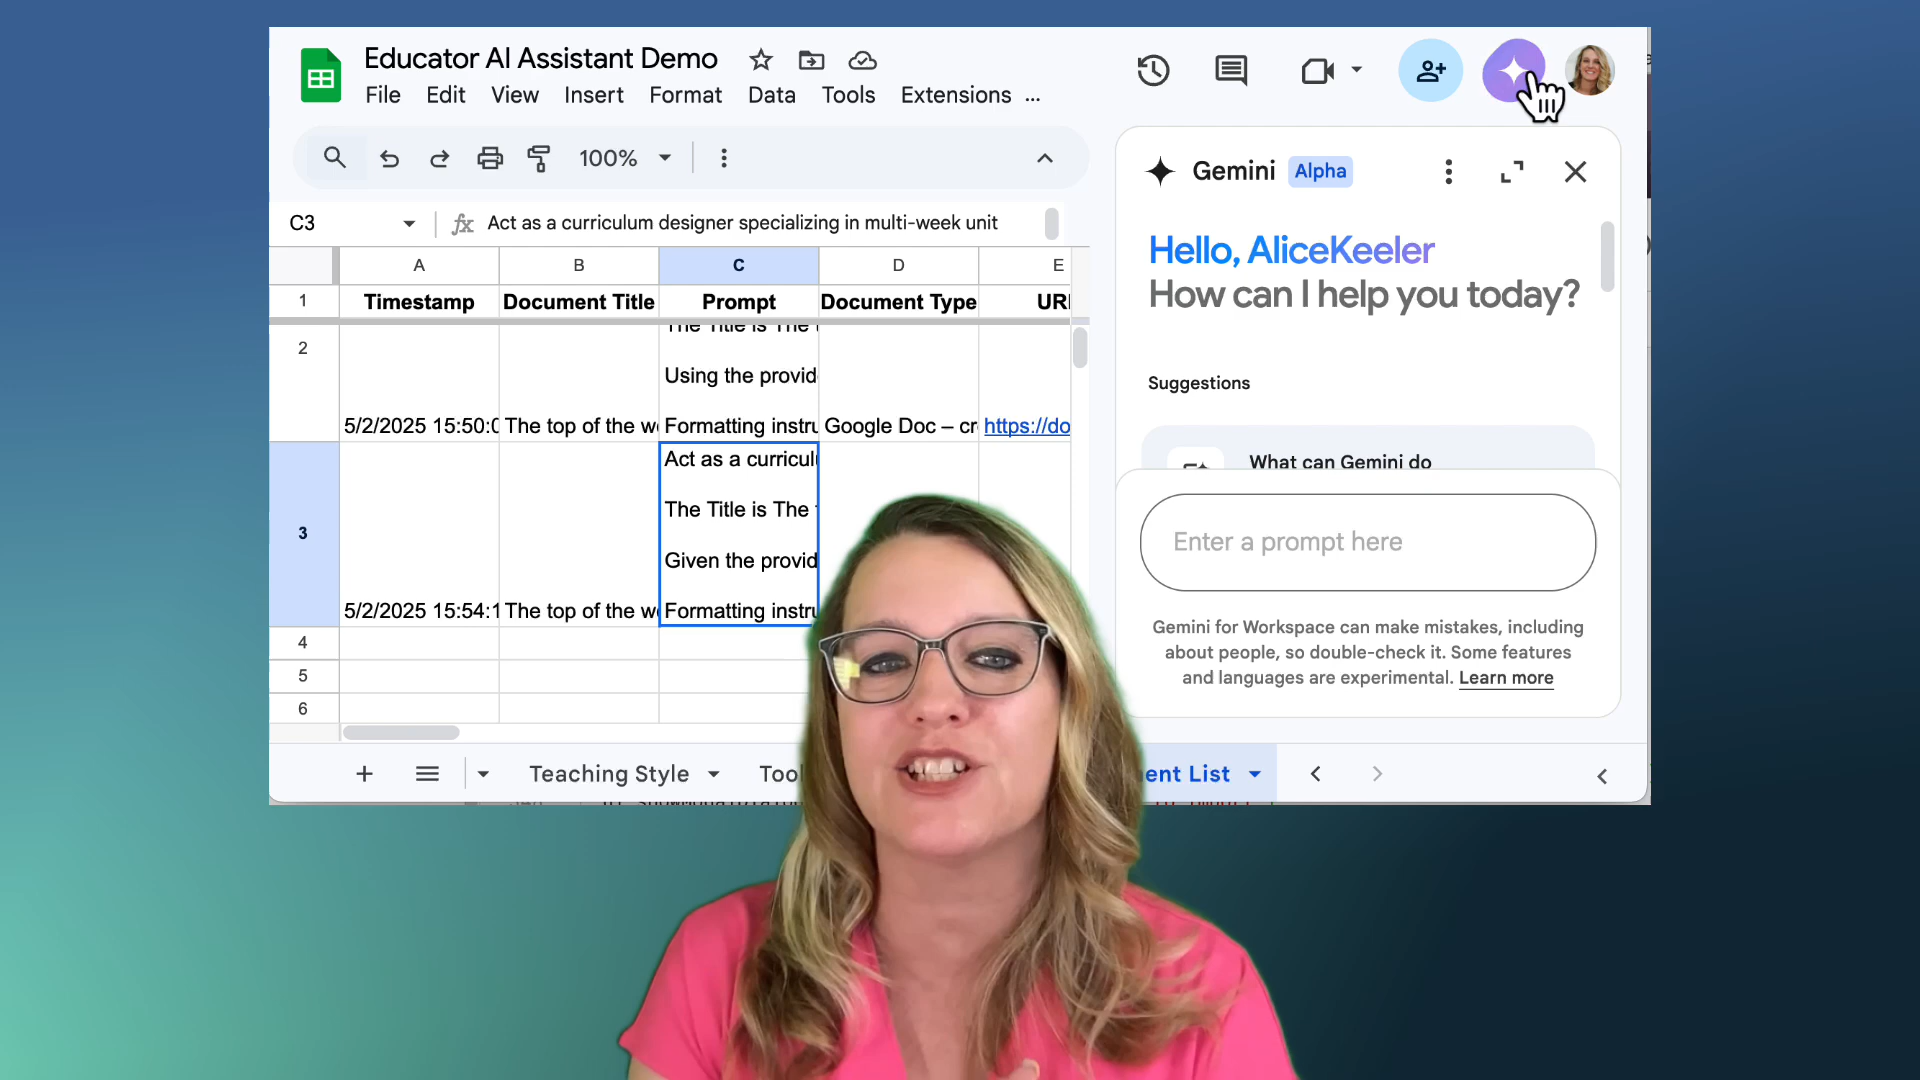 Educator AI Assistant Demo
File Edit View Insert Format Data Tools Extensions ...
100%
C3 fx Act as a curriculum designer specializing in multi-week unit
A B C D E
1 Timestamp Document Title Prompt Document Type
2
Using the provid
5/2/2025 15:50:0 The top of the w Formatting instru Google Doc – cr https://do
Act as a curricul
The Title is The
3
Given the provid
5/2/2025 15:54:1 The top of the w Formatting instru
4
5
6
Teaching Style Tool ent List
Gemini Alpha
Hello, AliceKeeler
How can I help you today?
Suggestions
What can Gemini do
Enter a prompt here
Gemini for Workspace can make mistakes, including
about people, so double-check it. Some features
and languages are experimental. Learn more